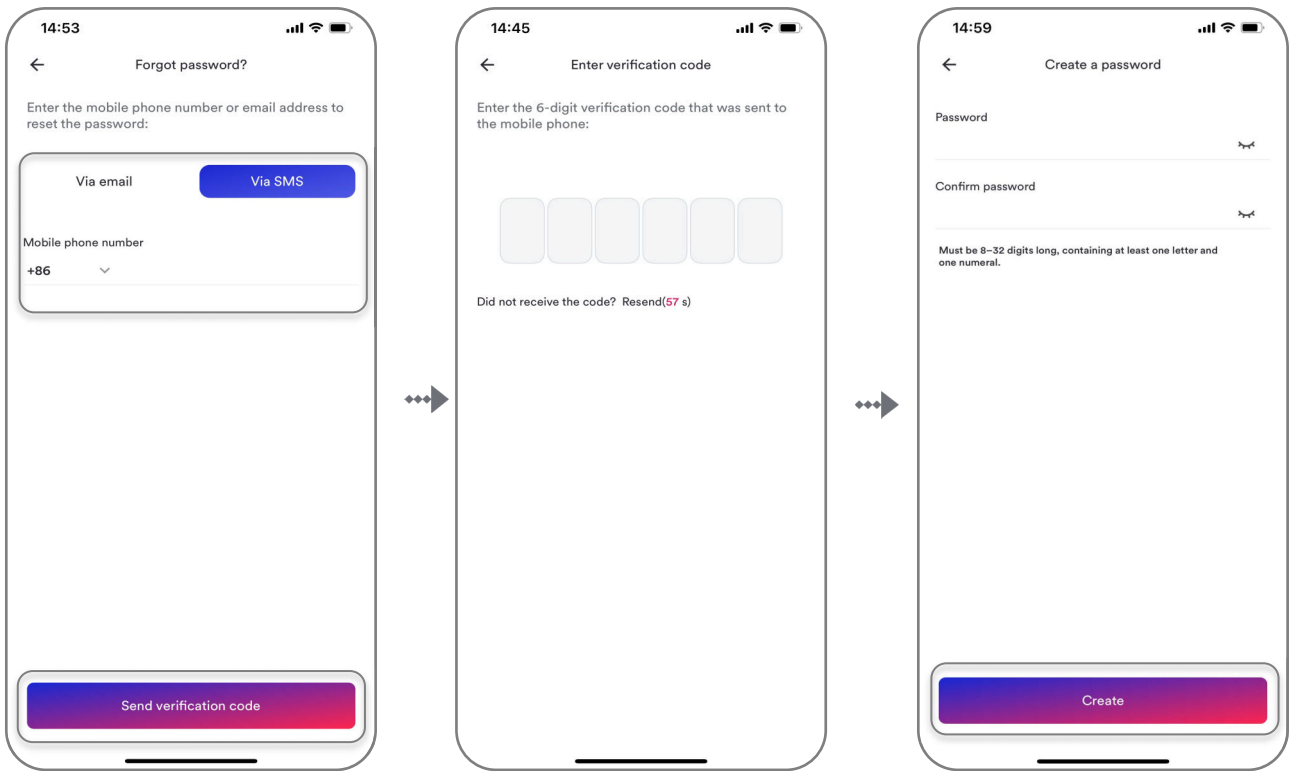 14:53
Forgot password?
Enter the mobile phone number or email address to
reset the password:
Via email
Via SMS
Mobile phone number
+86
Send verification code
14:45
Enter verification code
Enter the 6-digit verification code that was sent to
the mobile phone:
Did not receive the code? Resend(57 s)
14:59
Create a password
Password
Confirm password
Must be 8–32 digits long, containing at least one letter and
one numeral.
Create